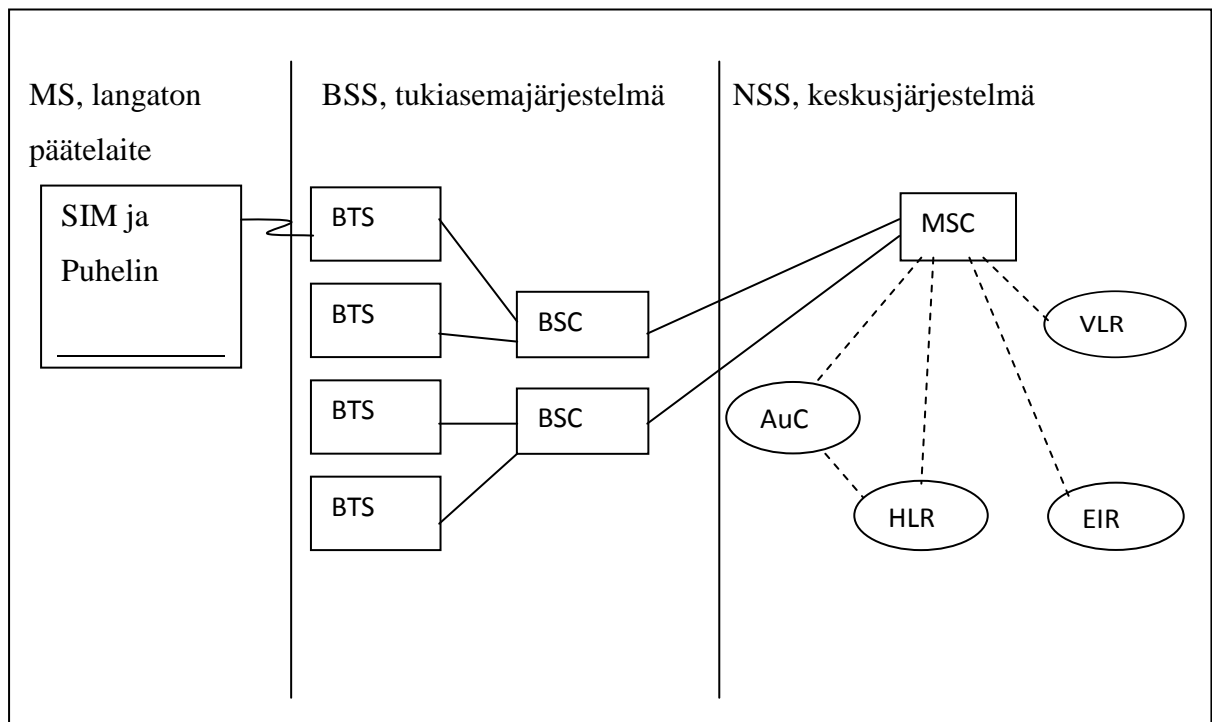 MS, langaton
päätelaite
SIM ja
Puhelin
BSS, tukiasemajärjestelmä
BTS
BTS
BTS
BTS
BSC
BSC
NSS, keskusjärjestelmä
MSC
VLR
AuC
HLR
EIR